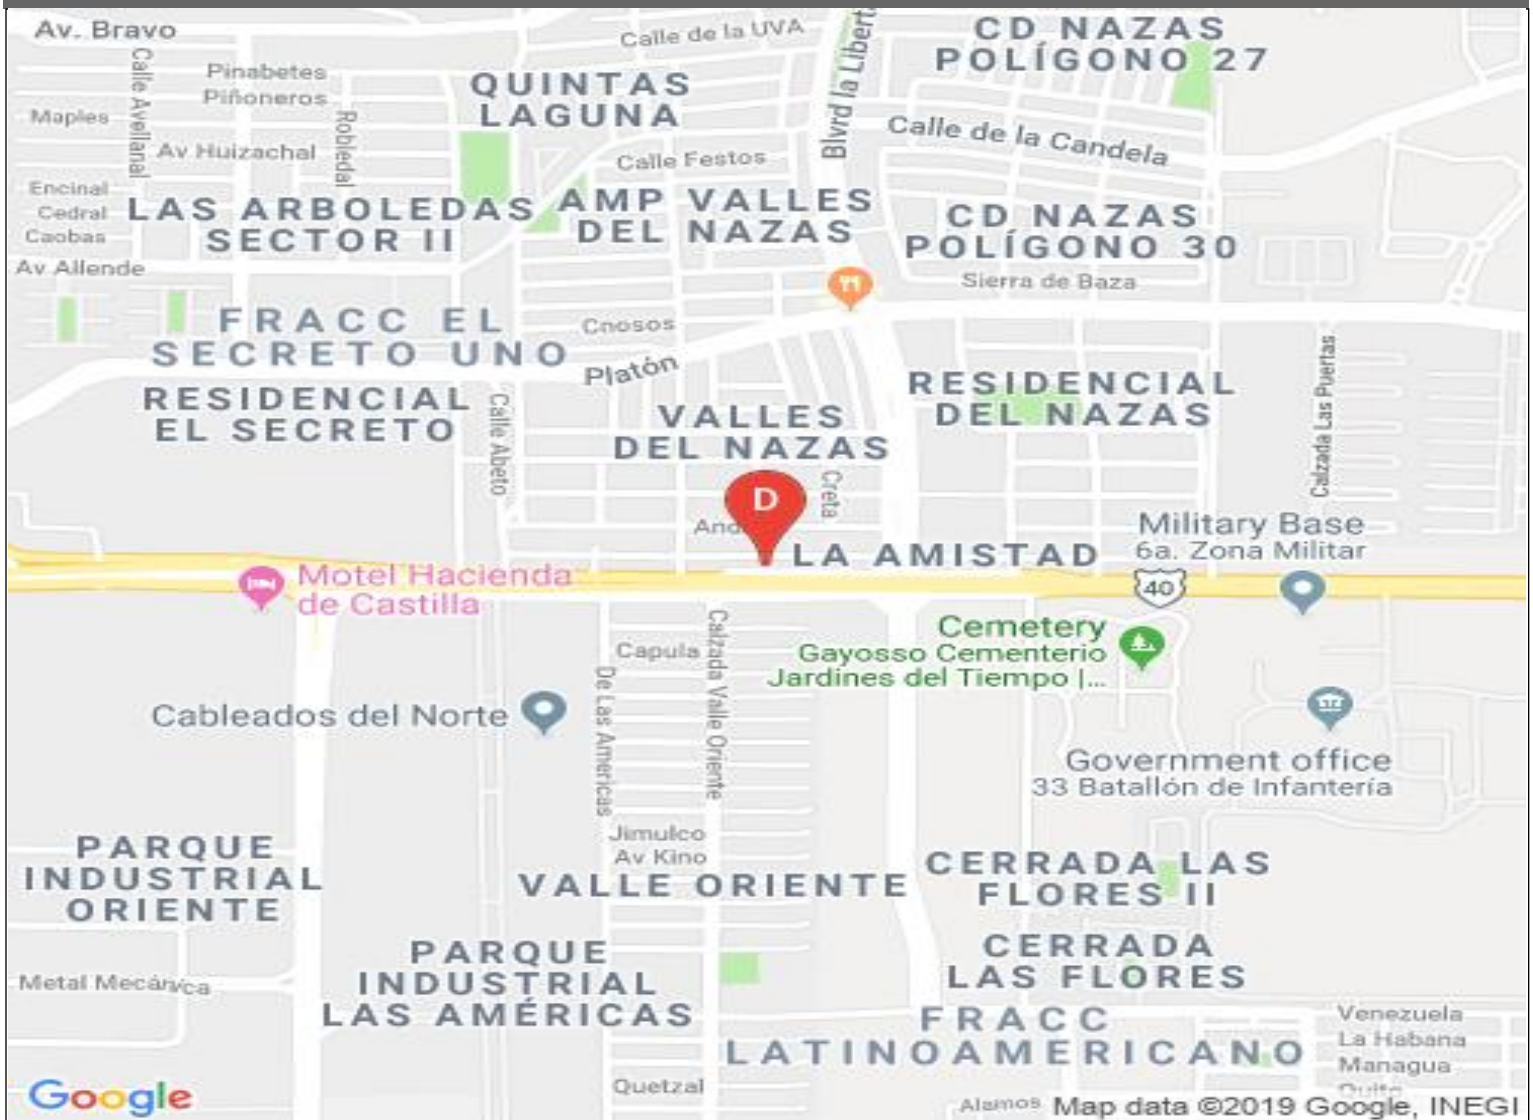 Av. Bravo
Calle de la UVA
CD NAZAS
POLÍGONO 27
Calle Avellanal
Pinabetes
Piñoneros
Maples
Robledal
Av Huizachal
QUINTAS
LAGUNA
Blvrd la Libert
Calle de la Candela
Calle Festos
Encinal
Cedral
Caobas
Av Allende
LAS ARBOLEDAS
SECTOR II
AMP VALLES
DEL NAZAS
CD NAZAS
POLÍGONO 30
Sierra de Baza
FRACC EL
SECRETO UNO
Cnosos
Platón
RESIDENCIAL
EL SECRETO
Calle Abeto
VALLES
DEL NAZAS
RESIDENCIAL
DEL NAZAS
Calzada Las Puertas
Creta
D
And
LA AMISTAD
Military Base
6a. Zona Militar
40
Motel Hacienda
de Castilla
Cemetery
Gayosso Cementerio
Jardines del Tiempo |...
Capula
Calzada Valle Oriente
De Las Americas
Cableados del Norte
Government office
33 Batallón de Infantería
Jimulco
Av Kino
PARQUE
INDUSTRIAL
ORIENTE
VALLE ORIENTE
CERRADA LAS
FLORES II
PARQUE
INDUSTRIAL
LAS AMÉRICAS
CERRADA
LAS FLORES
Metal Mecánica
FRACC
LATINOAMERICANO
Venezuela
La Habana
Managua
Quito
Quetzal
Alamos
Google
Map data ©2019 Google, INEGI